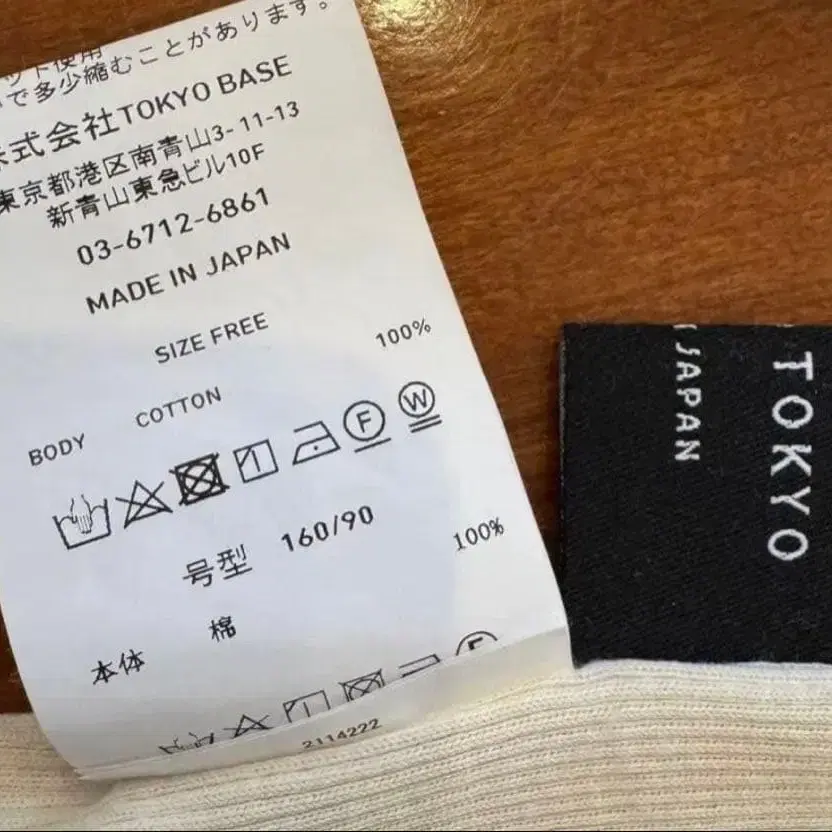 ット使用
で多少縮むことがあります。
式会社TOKYO BASE
東京都港区南青山3-11-13
新青山東急ビル10F
03-6712-6861
MADE IN JAPAN
SIZE FREE
BODY COTTON 100%
F W
号型 160/90
本体 棉 100%
2114222
TOKYO
JAPAN